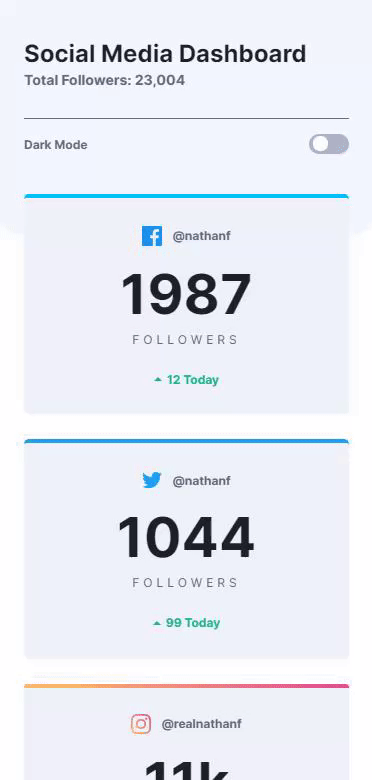 Social Media Dashboard
Total Followers: 23,004
Dark Mode
@nathanf
1987
FOLLOWERS
12 Today
@nathanf
1044
FOLLOWERS
99 Today
@realnathanf
11k